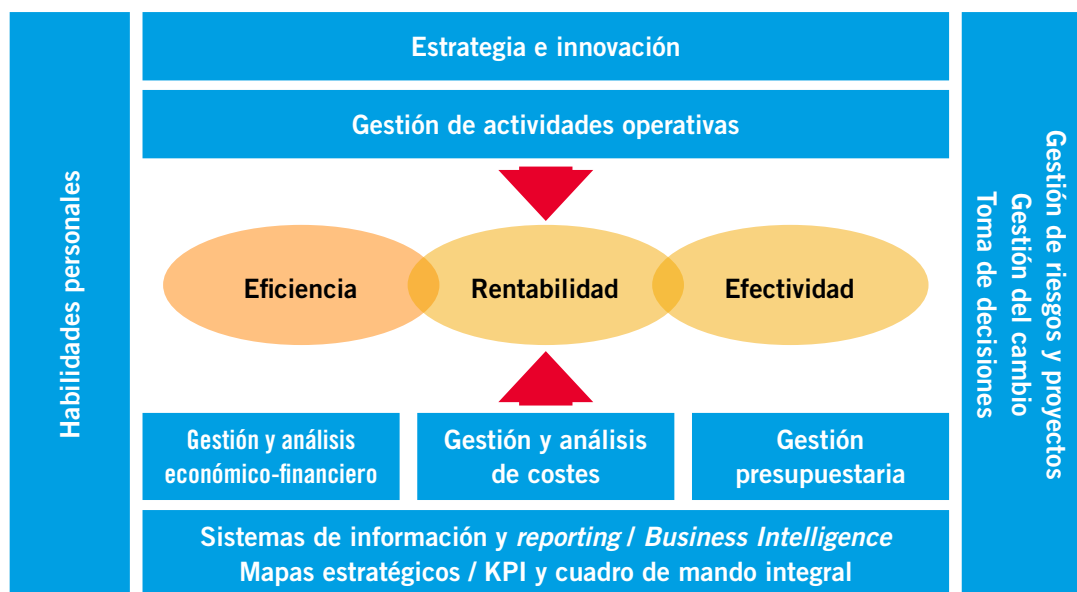 Habilidades personales
Estrategia e innovación
Gestión de actividades operativas
Eficiencia
Rentabilidad
Efectividad
Gestión y análisis
económico-financiero
Gestión y análisis
de costes
Gestión
presupuestaria
Sistemas de información y reporting / Business Intelligence
Mapas estratégicos / KPI y cuadro de mando integral
Gestión de riesgos y proyectos
Gestión del cambio
Toma de decisiones